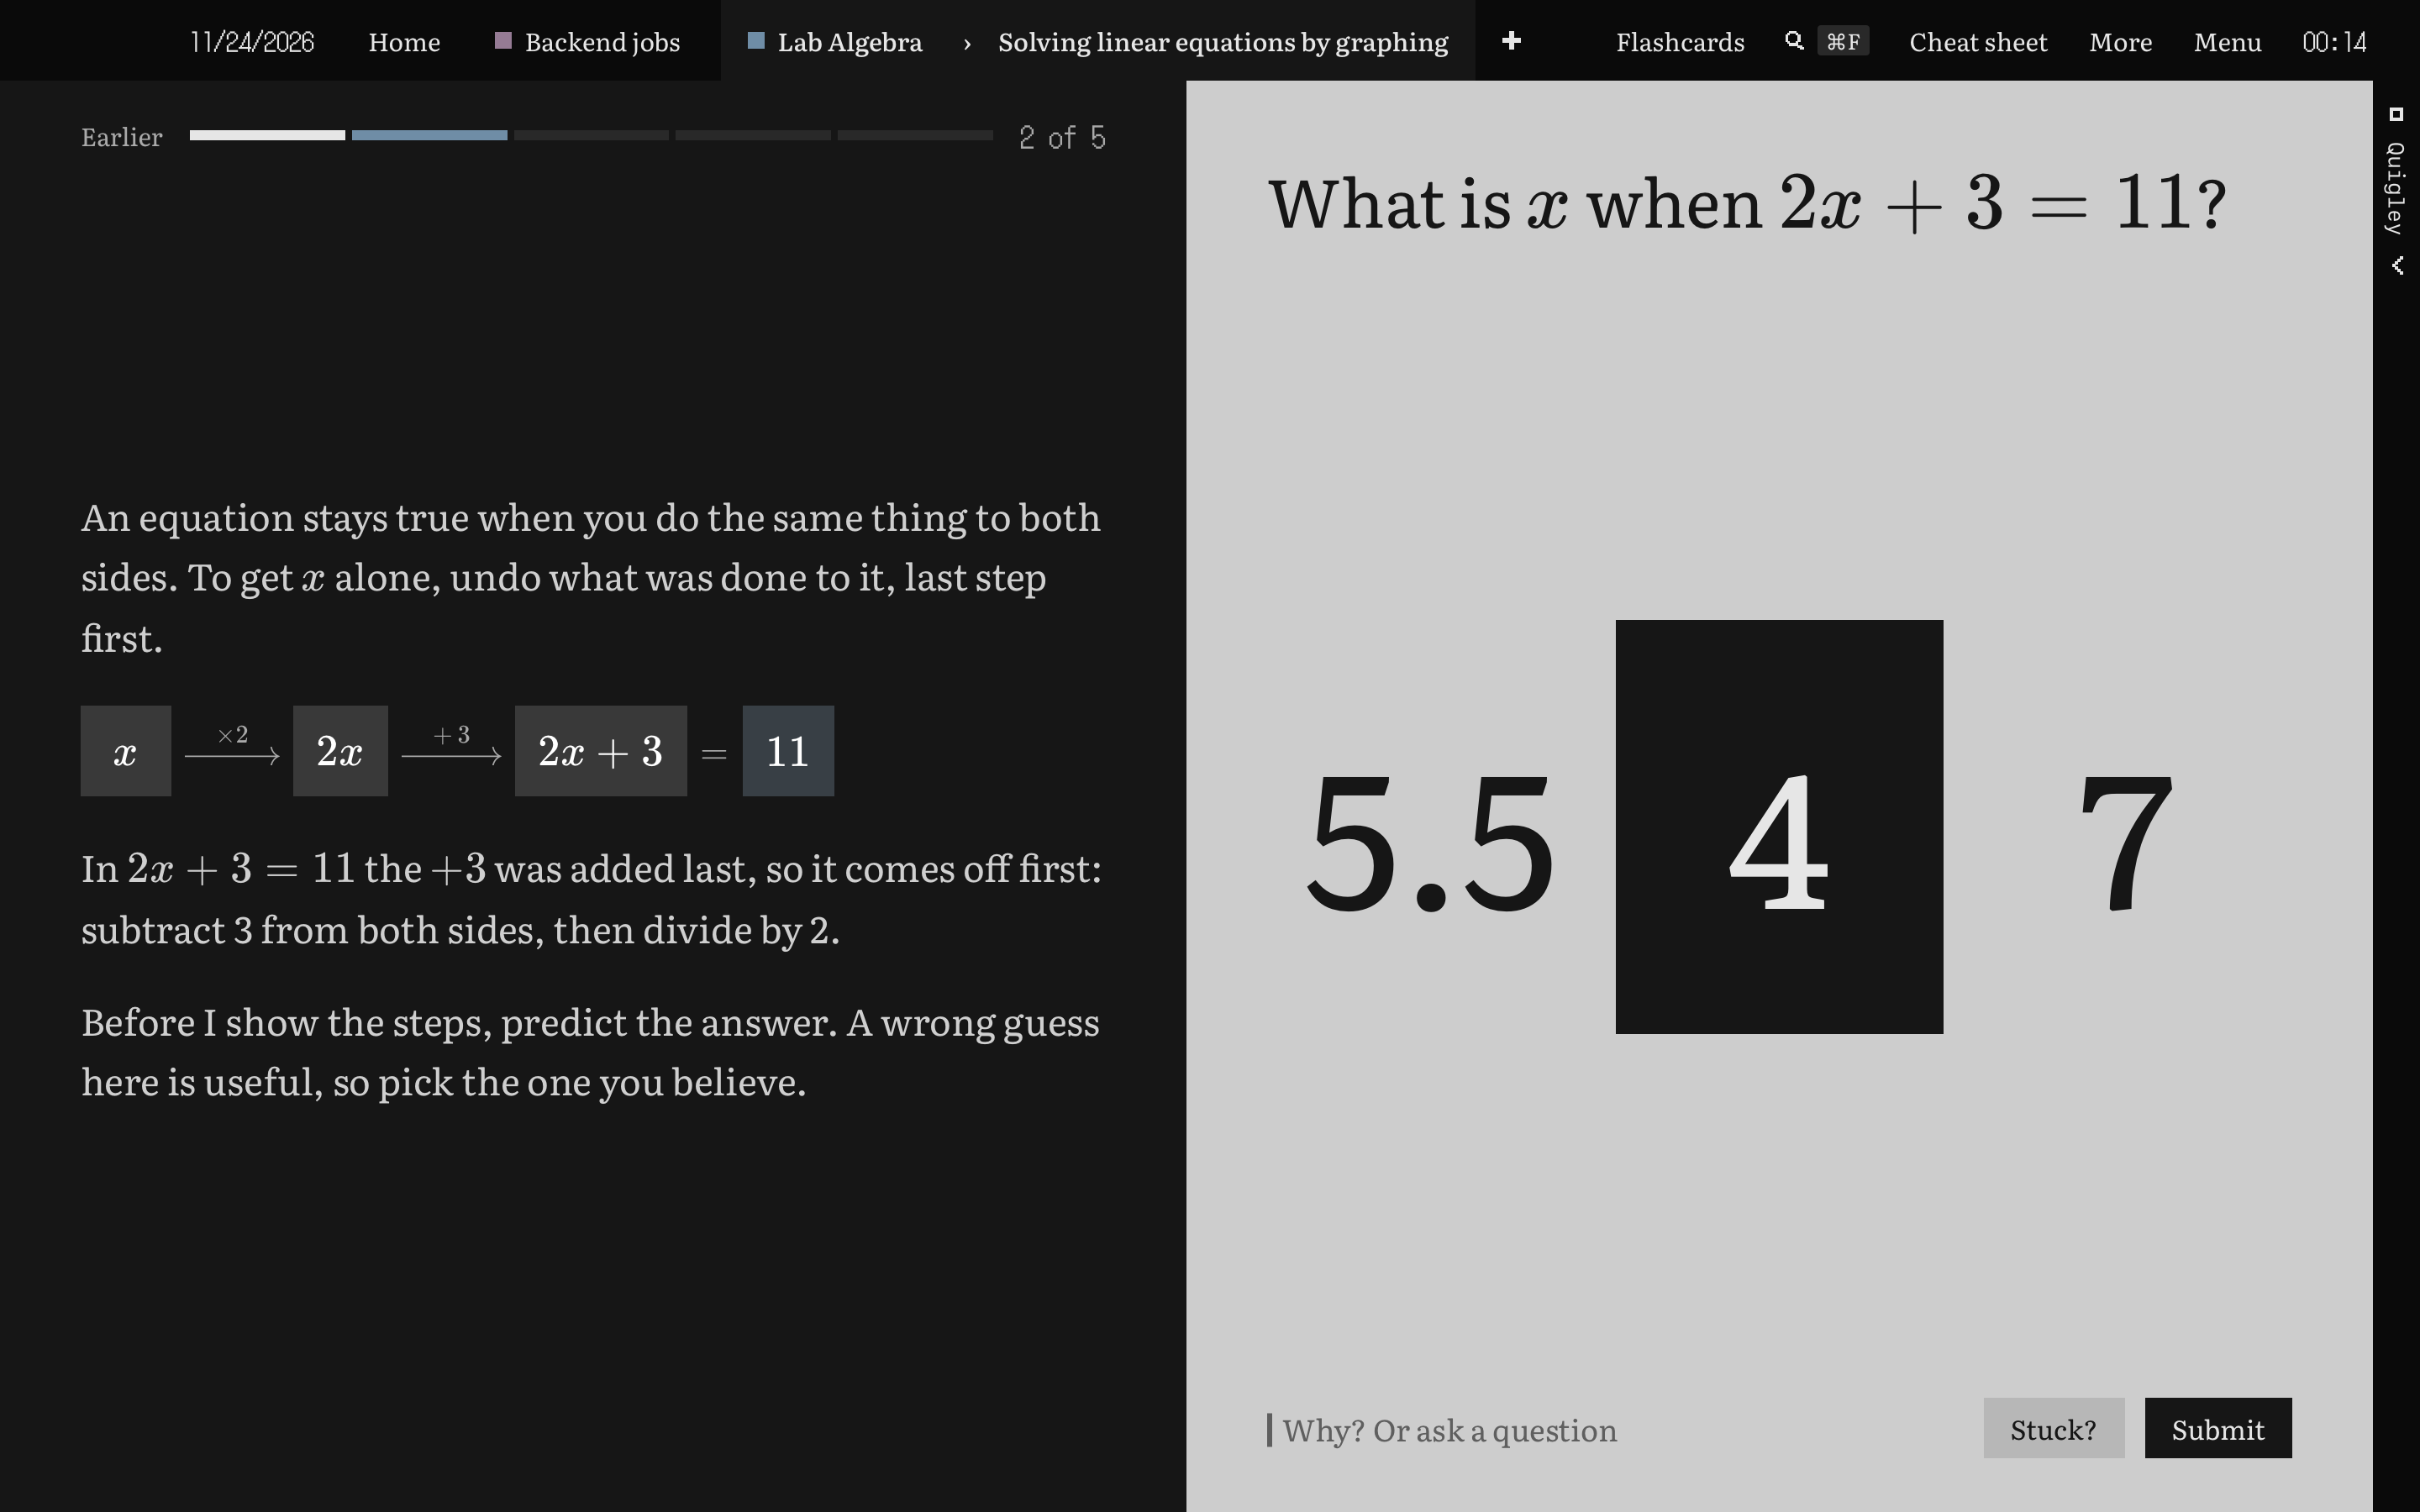 11/24/2026 Home Backend jobs Lab Algebra › Solving linear equations by graphing + Flashcards ⌘F Cheat sheet More Menu 00:14
Earlier 2 of 5
An equation stays true when you do the same thing to both
sides. To get x alone, undo what was done to it, last step
first.
x ×2 2x +3 2x + 3 = 11
In 2x + 3 = 11 the +3 was added last, so it comes off first:
subtract 3 from both sides, then divide by 2.
Before I show the steps, predict the answer. A wrong guess
here is useful, so pick the one you believe.
What is x when 2x + 3 = 11?
5.5 4 7
Why? Or ask a question
Stuck? Submit
Quigley